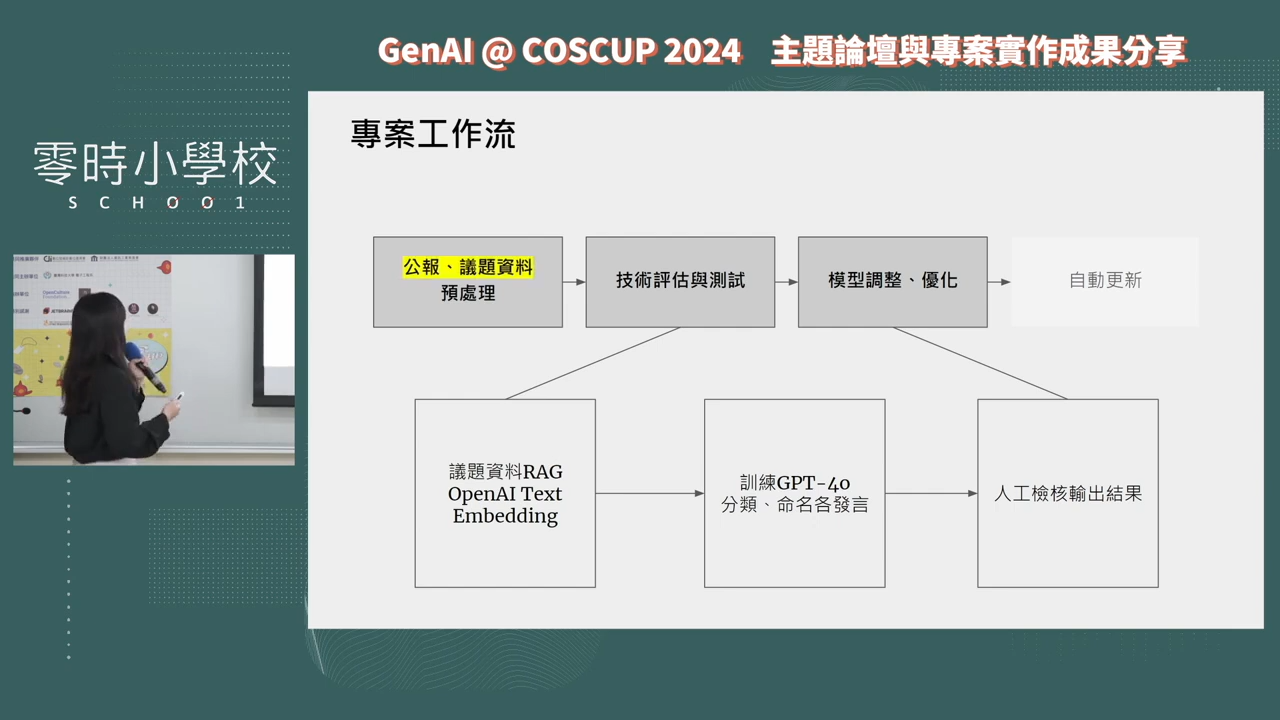 GenAI @ COSCUP 2024 主題論壇與專案實作成果分享
零時小學校
SCHOO1
專案工作流
公報、議題資料
預處理
技術評估與測試
模型調整、優化
自動更新
議題資料RAG
OpenAI Text
Embedding
訓練GPT-4o
分類、命名各發言
人工檢核輸出結果